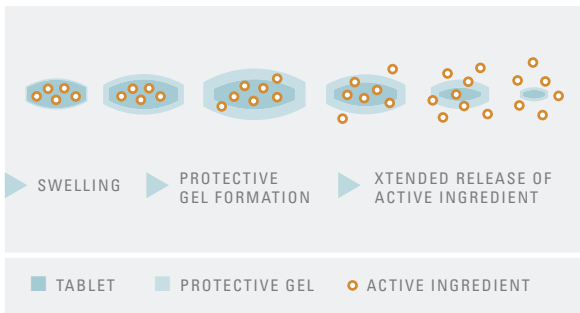 SWELLING
PROTECTIVE
GEL FORMATION
XTENDED RELEASE OF
ACTIVE INGREDIENT
TABLET
PROTECTIVE GEL
ACTIVE INGREDIENT